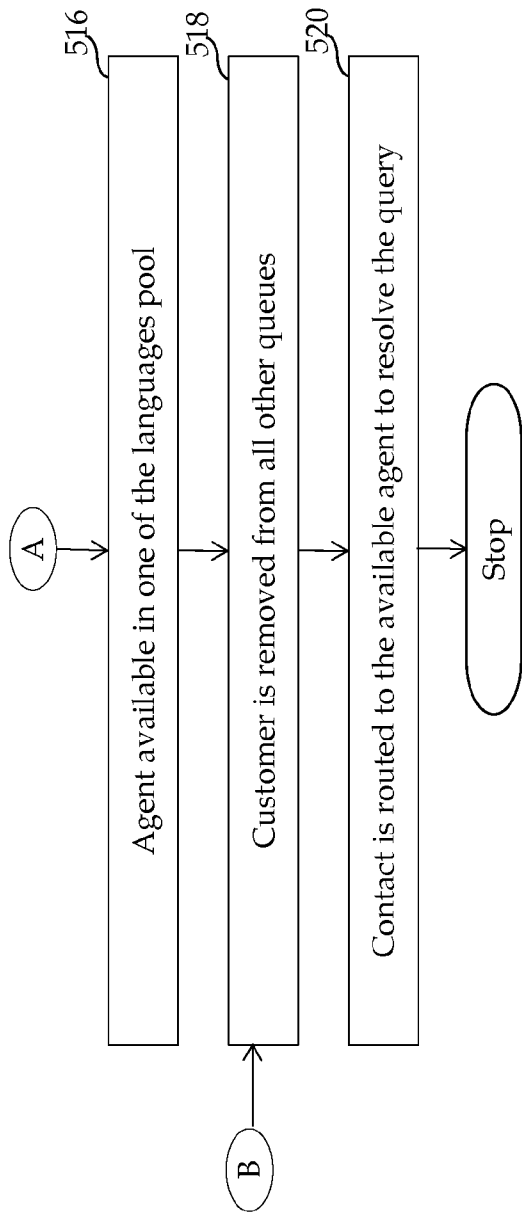 A
516
Agent available in one of the languages pool
518
B
Customer is removed from all other queues
520
Contact is routed to the available agent to resolve the query
Stop